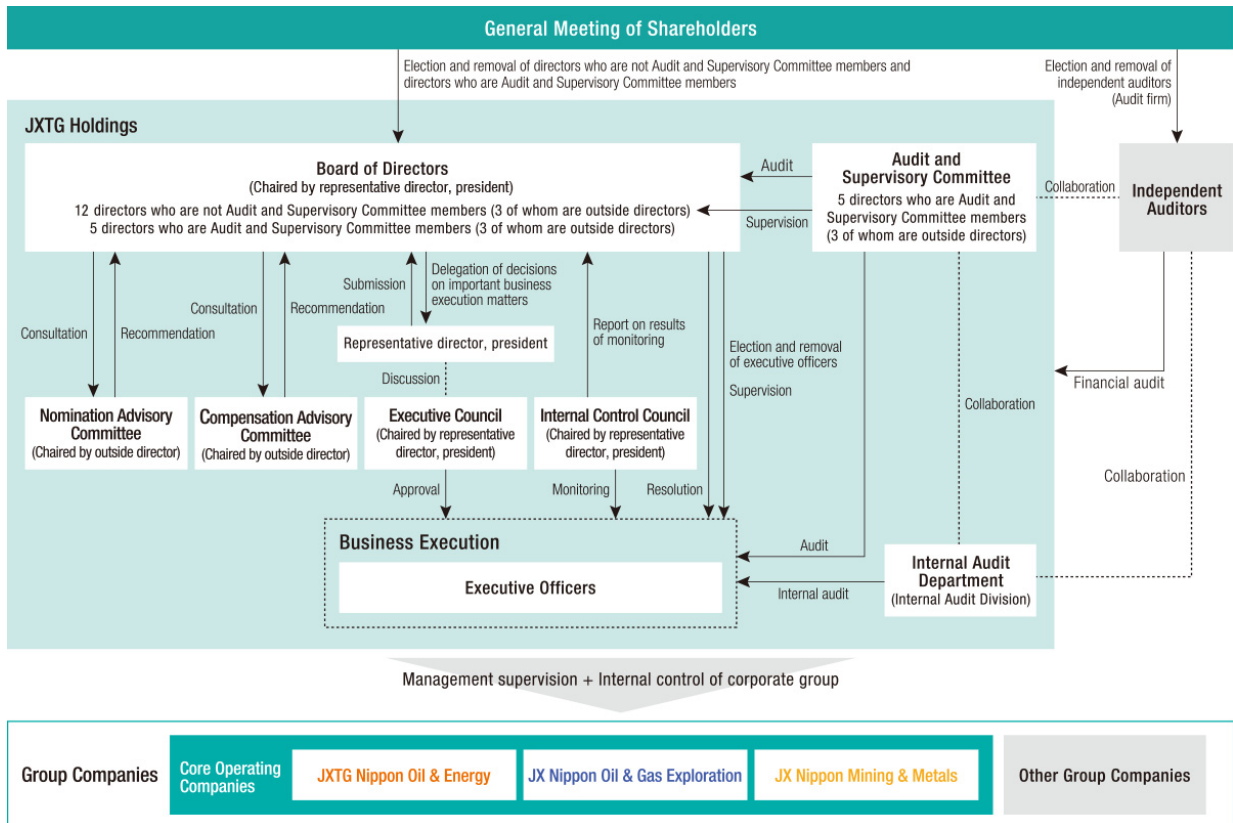 General Meeting of Shareholders
Election and removal of directors who are not Audit and Supervisory Committee members and
directors who are Audit and Supervisory Committee members
Election and removal of
independent auditors
(Audit firm)
JXTG Holdings
Board of Directors
(Chaired by representative director, president)
12 directors who are not Audit and Supervisory Committee members (3 of whom are outside directors)
5 directors who are Audit and Supervisory Committee members (3 of whom are outside directors)
Audit
Supervision
Audit and
Supervisory Committee
5 directors who are Audit and
Supervisory Committee members
(3 of whom are outside directors)
Collaboration
Independent
Auditors
Consultation
Recommendation
Consultation
Recommendation
Submission
Delegation of decisions
on important business
execution matters
Representative director, president
Discussion
Report on results
of monitoring
Election and removal
of executive officers
Supervision
Collaboration
Financial audit
Nomination Advisory
Committee
(Chaired by outside director)
Compensation Advisory
Committee
(Chaired by outside director)
Executive Council
(Chaired by representative
director, president)
Internal Control Council
(Chaired by representative
director, president)
Collaboration
Approval
Monitoring
Resolution
Business Execution
Executive Officers
Audit
Internal audit
Internal Audit
Department
(Internal Audit Division)
Management supervision + Internal control of corporate group
Group Companies
Core Operating
Companies
JXTG Nippon Oil & Energy
JX Nippon Oil & Gas Exploration
JX Nippon Mining & Metals
Other Group Companies